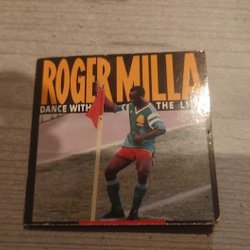 ROGER MILLA
DANCE WITH THE